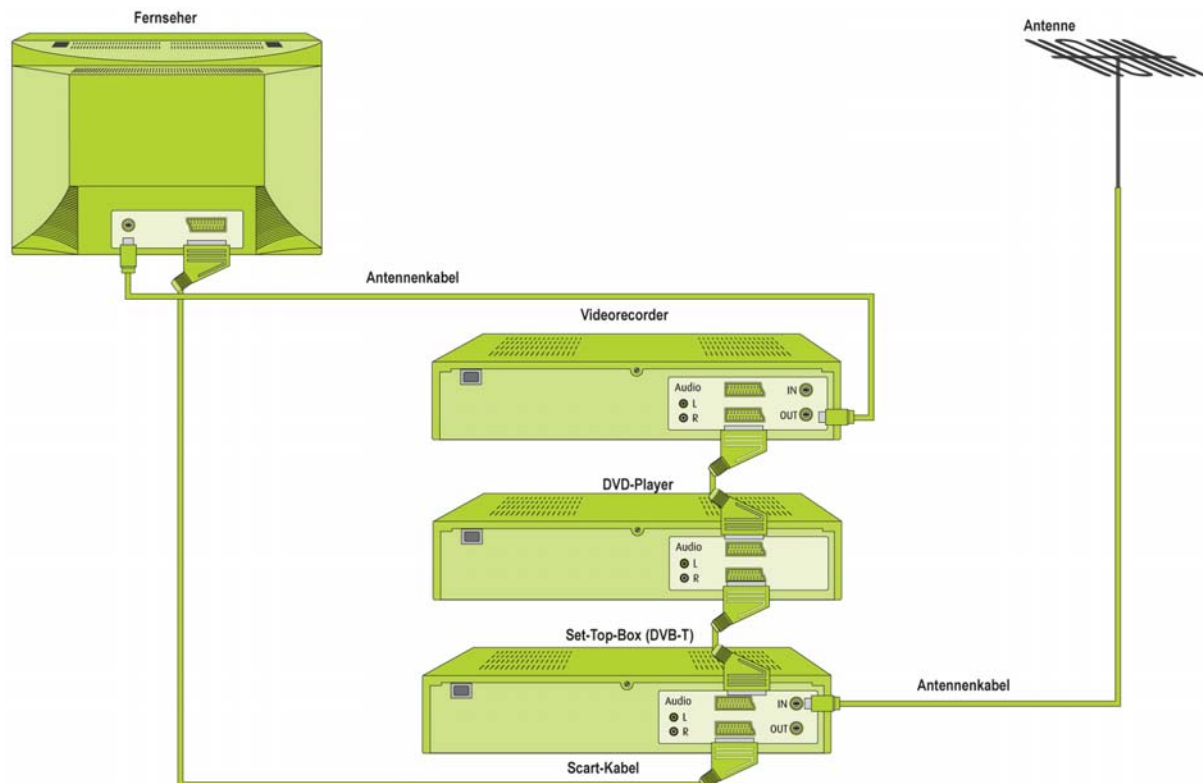 Fernseher
Antenne
Antennenkabel
Videorecorder
Audio
L
R
IN
OUT
DVD-Player
Audio
L
R
Set-Top-Box (DVB-T)
Antennenkabel
Audio
L
R
IN
OUT
Scart-Kabel